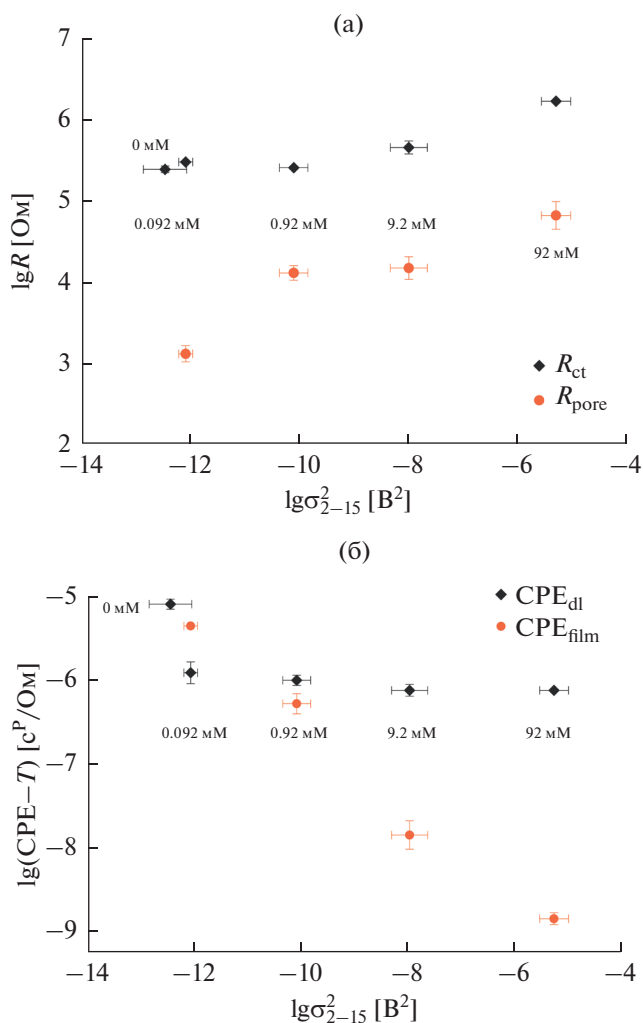 (а)
7
6
5
4
3
2
lgR [Ом]
0 мМ
0.092 мМ
0.92 мМ
9.2 мМ
92 мМ
Rct
Rpore
−14
−12
−10
−8
−6
−4
lgσ²₂₋₁₅ [В²]
(б)
−5
−6
−7
−8
−9
lg(CPE−T) [сᴾ/Ом]
0 мМ
CPEdl
CPEfilm
0.092 мМ
0.92 мМ
9.2 мМ
92 мМ
−14
−12
−10
−8
−6
−4
lgσ²₂₋₁₅ [В²]